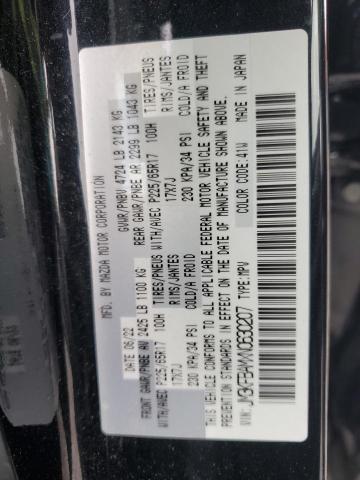 MFD. BY MAZDA MOTOR CORPORATION
DATE 06/22 GVWR/PNBV 4724 LB 2143 KG
FRONT GAWR/PNBE AV 2425 LB 1100 KG REAR GAWR/PNBE AR 2299 LB 1043 KG
WITH/AVEC P225/65R17 100H TIRES/PNEUS WITH/AVEC P225/65R17 100H TIRES/PNEUS
17X7J RIMS/JANTES 17X7J RIMS/JANTES
230 KPA/34 PSI COLD/A FROID 230 KPA/34 PSI COLD/A FROID
THIS VEHICLE CONFORMS TO ALL APPLICABLE FEDERAL MOTOR VEHICLE SAFETY AND THEFT
PREVENTION STANDARDS IN EFFECT ON THE DATE OF MANUFACTURE SHOWN ABOVE.
TYPE:MPV COLOR CODE:41W MADE IN JAPAN